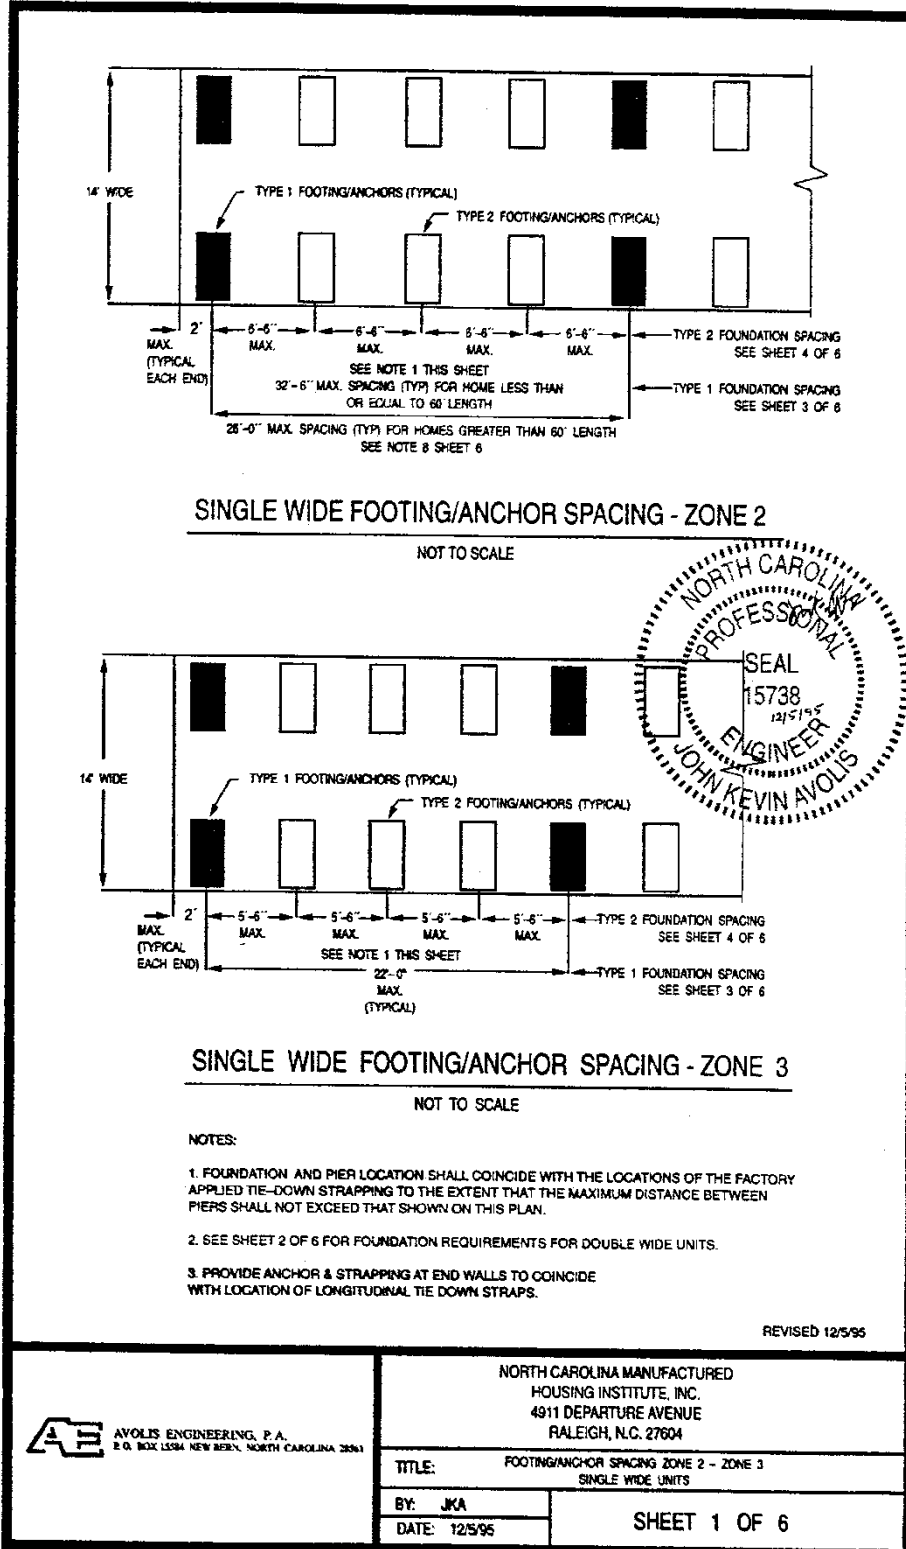 14' WIDE
TYPE 1 FOOTING/ANCHORS (TYPICAL)
TYPE 2 FOOTING/ANCHORS (TYPICAL)
2'
MAX.
(TYPICAL
EACH END)
6'-6"
MAX.
6'-6"
MAX.
6'-6"
MAX.
6'-6"
MAX.
TYPE 2 FOUNDATION SPACING
SEE SHEET 4 OF 6
SEE NOTE 1 THIS SHEET
32'-6" MAX. SPACING (TYP) FOR HOME LESS THAN
OR EQUAL TO 60' LENGTH
TYPE 1 FOUNDATION SPACING
SEE SHEET 3 OF 6
26'-0" MAX. SPACING (TYP) FOR HOMES GREATER THAN 60' LENGTH
SEE NOTE 8 SHEET 6
SINGLE WIDE FOOTING/ANCHOR SPACING - ZONE 2
NOT TO SCALE
NORTH CAROLINA
PROFESSIONAL
SEAL
15738
12/5/95
ENGINEER
JOHN KEVIN AVOLIS
14' WIDE
TYPE 1 FOOTING/ANCHORS (TYPICAL)
TYPE 2 FOOTING/ANCHORS (TYPICAL)
2'
MAX.
(TYPICAL
EACH END)
5'-6"
MAX.
5'-6"
MAX.
5'-6"
MAX.
5'-6"
MAX.
TYPE 2 FOUNDATION SPACING
SEE SHEET 4 OF 6
SEE NOTE 1 THIS SHEET
22'-0"
MAX.
(TYPICAL)
TYPE 1 FOUNDATION SPACING
SEE SHEET 3 OF 6
SINGLE WIDE FOOTING/ANCHOR SPACING - ZONE 3
NOT TO SCALE
NOTES:
1. FOUNDATION AND PIER LOCATION SHALL COINCIDE WITH THE LOCATIONS OF THE FACTORY
APPLIED TIE-DOWN STRAPPING TO THE EXTENT THAT THE MAXIMUM DISTANCE BETWEEN
PIERS SHALL NOT EXCEED THAT SHOWN ON THIS PLAN.
2. SEE SHEET 2 OF 6 FOR FOUNDATION REQUIREMENTS FOR DOUBLE WIDE UNITS.
3. PROVIDE ANCHOR & STRAPPING AT END WALLS TO COINCIDE
WITH LOCATION OF LONGITUDINAL TIE DOWN STRAPS.
REVISED 12/5/95
AE
AVOLIS ENGINEERING, P.A.
P.O. BOX 15584 NEW BERN, NORTH CAROLINA 28561
NORTH CAROLINA MANUFACTURED
HOUSING INSTITUTE, INC.
4911 DEPARTURE AVENUE
RALEIGH, N.C. 27604
TITLE: FOOTING/ANCHOR SPACING ZONE 2 - ZONE 3
SINGLE WIDE UNITS
BY: JKA
DATE: 12/5/95
SHEET 1 OF 6